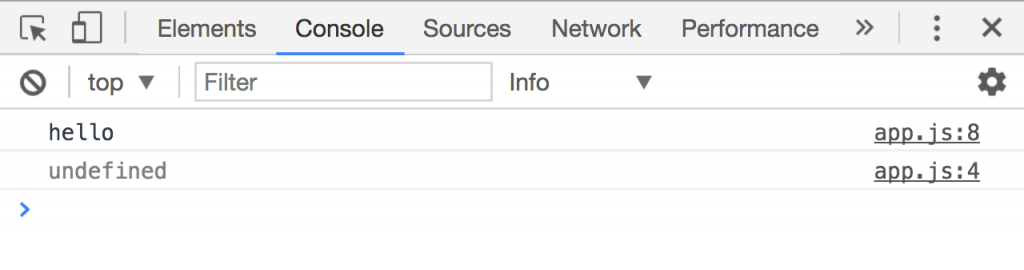 Elements Console Sources Network Performance »
top ▼ Filter Info ▼
hello app.js:8
undefined app.js:4
>